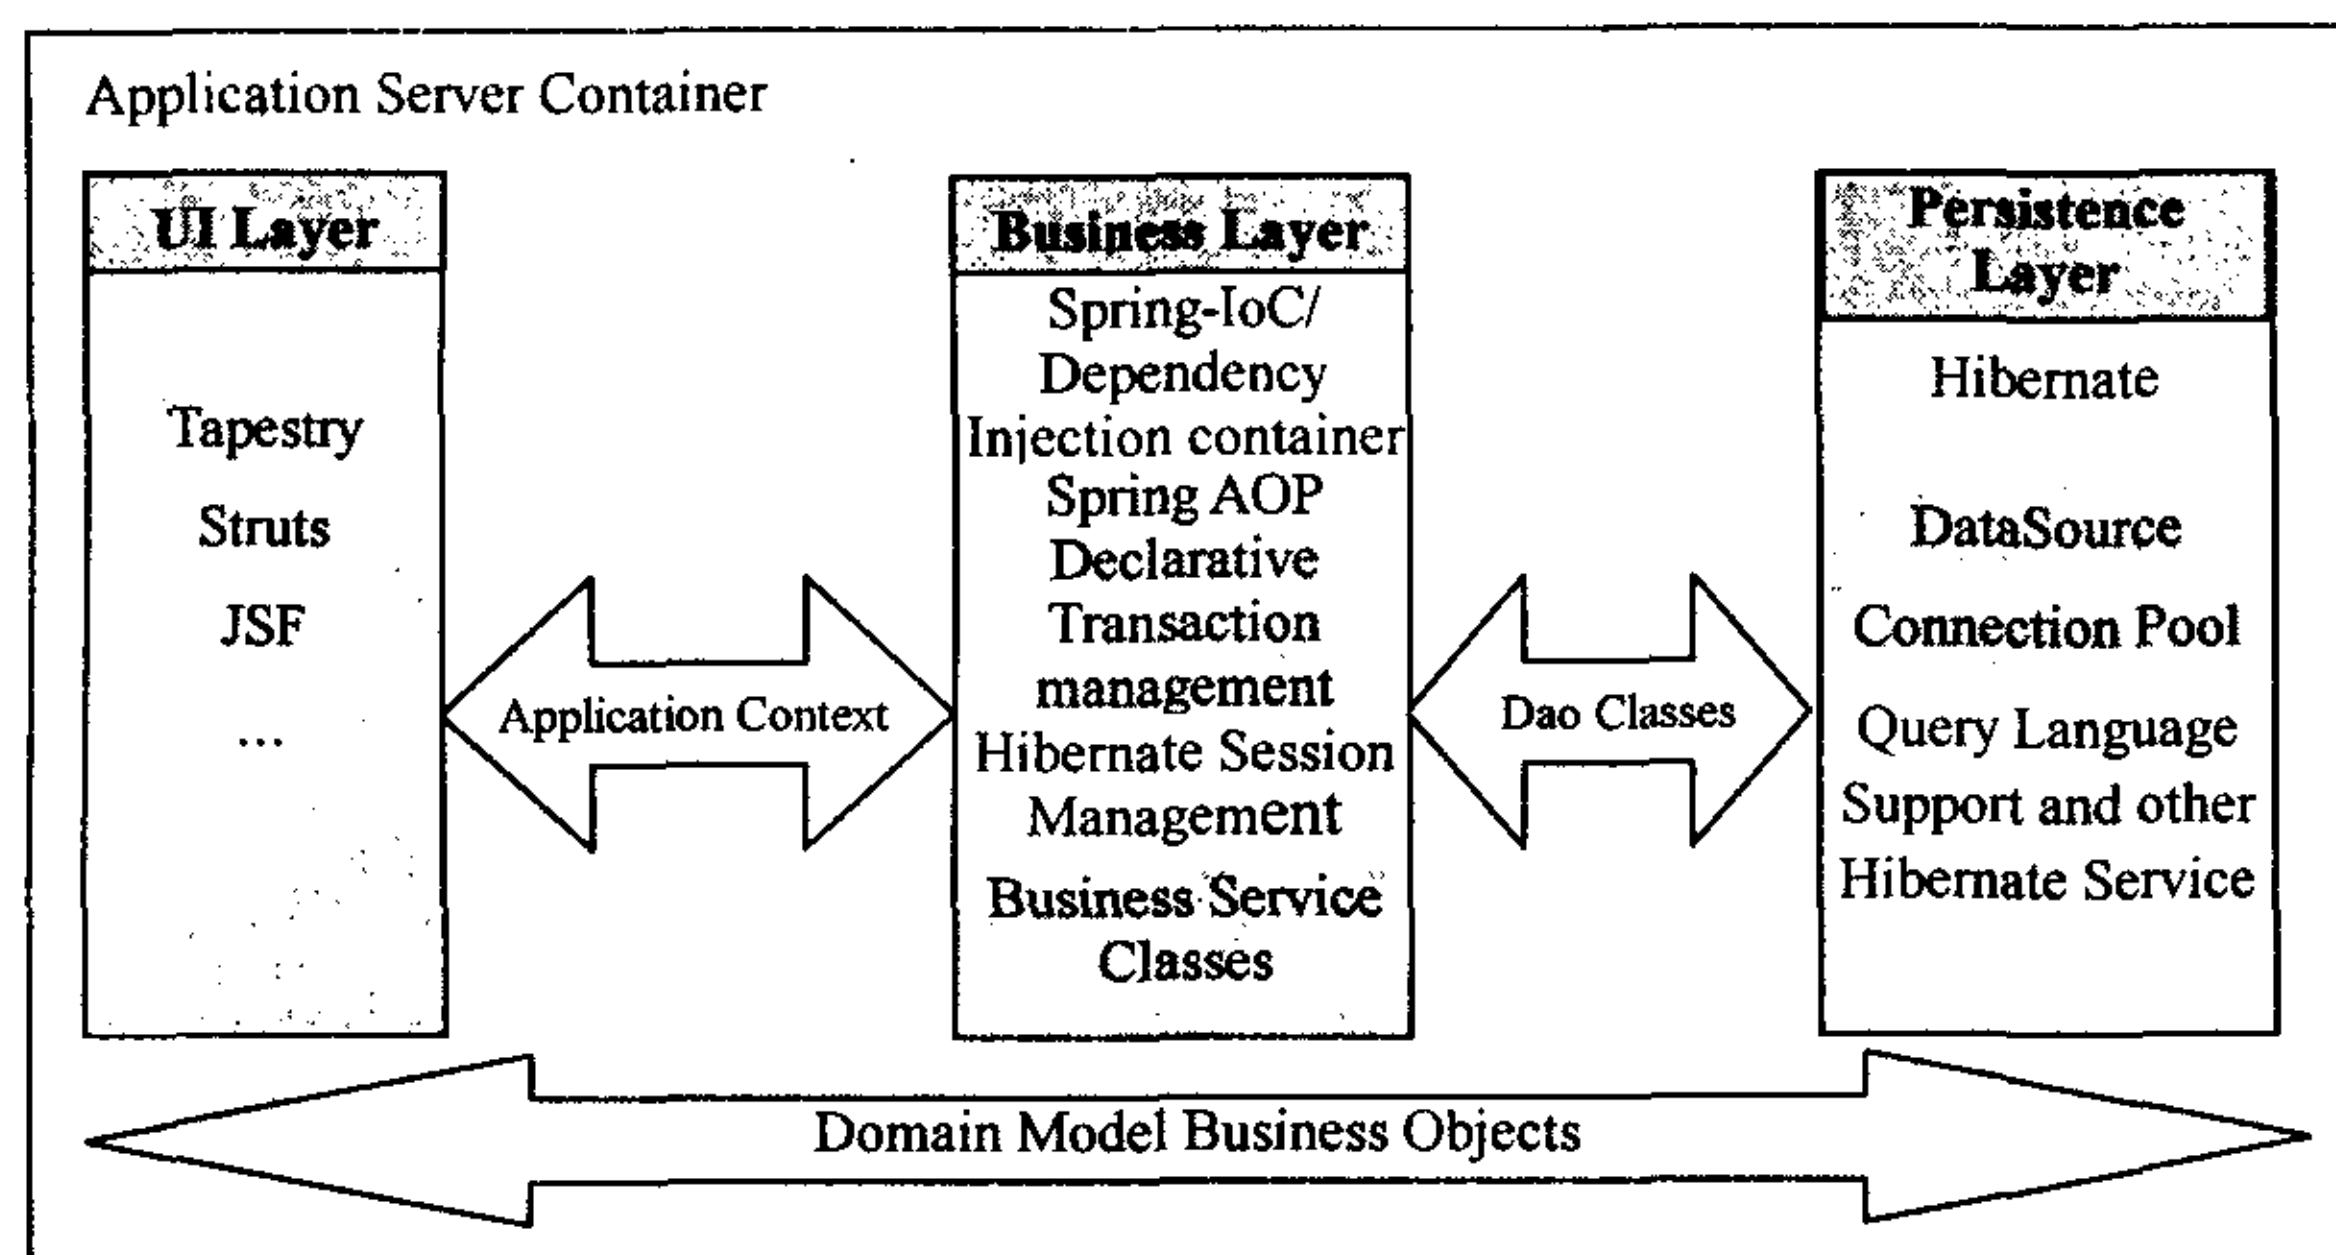 Application Server Container
UI Layer
Tapestry
Struts
JSF
...
Application Context
Business Layer
Spring-IoC/
Dependency
Injection container
Spring AOP
Declarative
Transaction
management
Hibernate Session
Management
Business Service
Classes
Dao Classes
Persistence
Layer
Hibernate
DataSource
Connection Pool
Query Language
Support and other
Hibernate Service
Domain Model Business Objects